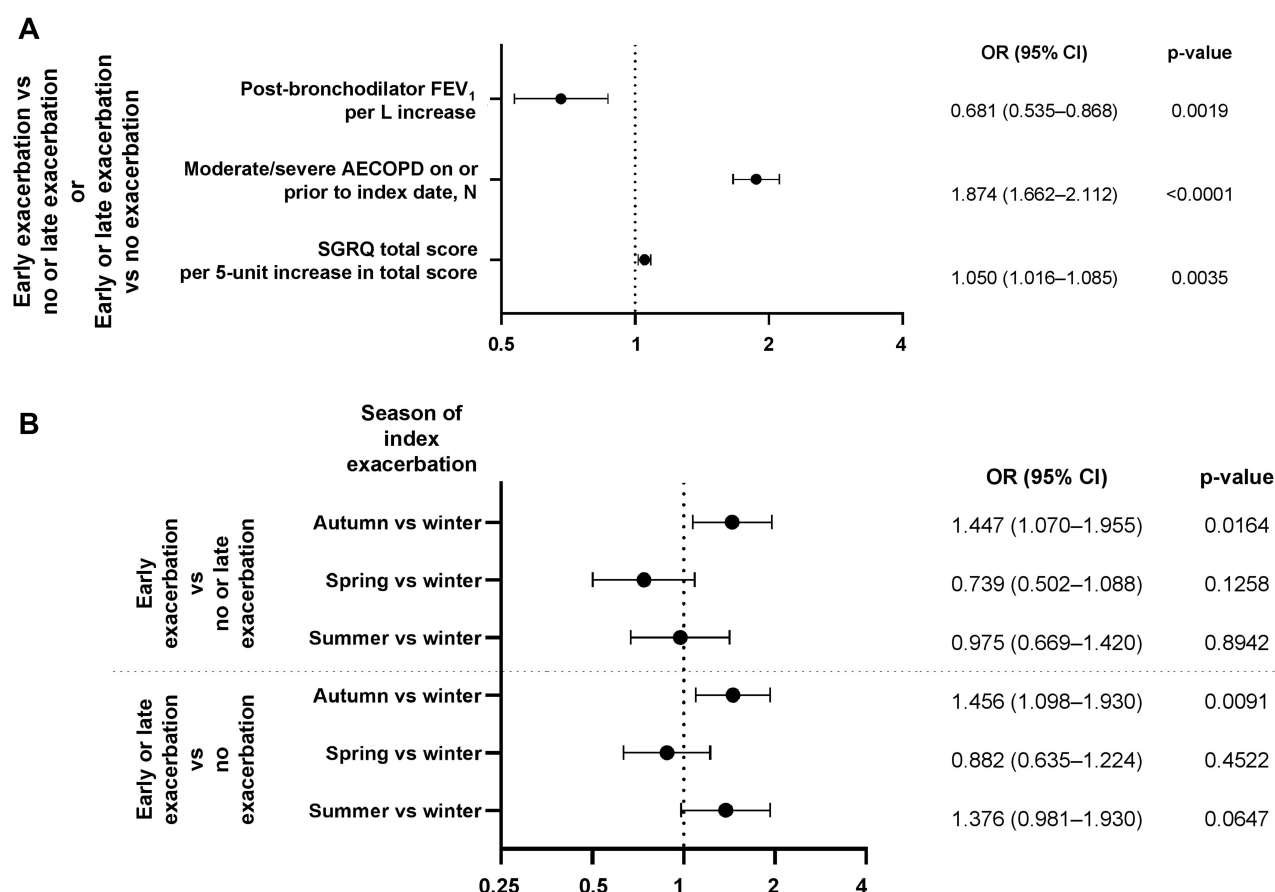 A
Early exacerbation vs
no or late exacerbation
or
Early or late exacerbation
vs no exacerbation
OR (95% CI) p-value
Post-bronchodilator FEV₁
per L increase
0.681 (0.535–0.868) 0.0019
Moderate/severe AECOPD on or
prior to index date, N
1.874 (1.662–2.112) <0.0001
SGRQ total score
per 5-unit increase in total score
1.050 (1.016–1.085) 0.0035
0.5 1 2 4
B
Season of
index
exacerbation
OR (95% CI) p-value
Early
exacerbation
vs
no or late
exacerbation
Autumn vs winter 1.447 (1.070–1.955) 0.0164
Spring vs winter 0.739 (0.502–1.088) 0.1258
Summer vs winter 0.975 (0.669–1.420) 0.8942
Early or late
exacerbation
vs
no
exacerbation
Autumn vs winter 1.456 (1.098–1.930) 0.0091
Spring vs winter 0.882 (0.635–1.224) 0.4522
Summer vs winter 1.376 (0.981–1.930) 0.0647
0.25 0.5 1 2 4